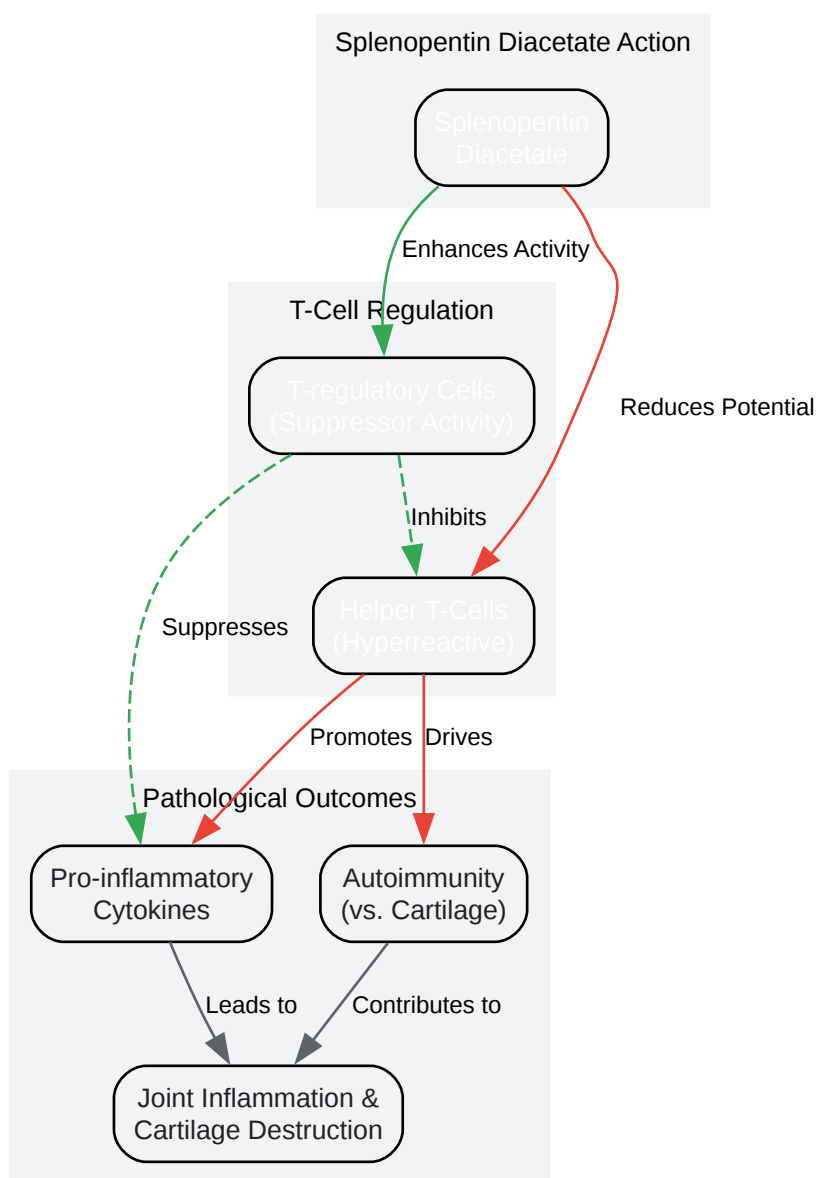 Splenopentin Diacetate Action
Splenopentin
Diacetate
Enhances Activity
T-Cell Regulation
T-regulatory Cells
(Suppressor Activity)
Reduces Potential
Inhibits
Helper T-Cells
(Hyperreactive)
Suppresses
Promotes
Drives
Pathological Outcomes
Pro-inflammatory
Cytokines
Autoimmunity
(vs. Cartilage)
Leads to
Contributes to
Joint Inflammation &
Cartilage Destruction